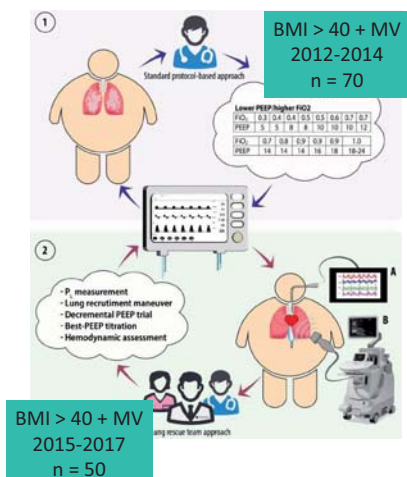 1
BMI > 40 + MV
2012-2014
n = 70
Standard protocol-based approach
Lower PEEP/higher FiO2
FiO₂ 0.3 0.4 0.4 0.5 0.5 0.6 0.7 0.7
PEEP 5 5 8 8 10 10 10 12
FiO₂ 0.7 0.8 0.9 0.9 0.9 1.0
PEEP 14 14 14 16 18 18-24
2
- P_L measurement
- Lung recrutiment maneuver
- Decremental PEEP trial
- Best-PEEP titration
- Hemodynamic assessment
A
B
ung rescue team approach
BMI > 40 + MV
2015-2017
n = 50